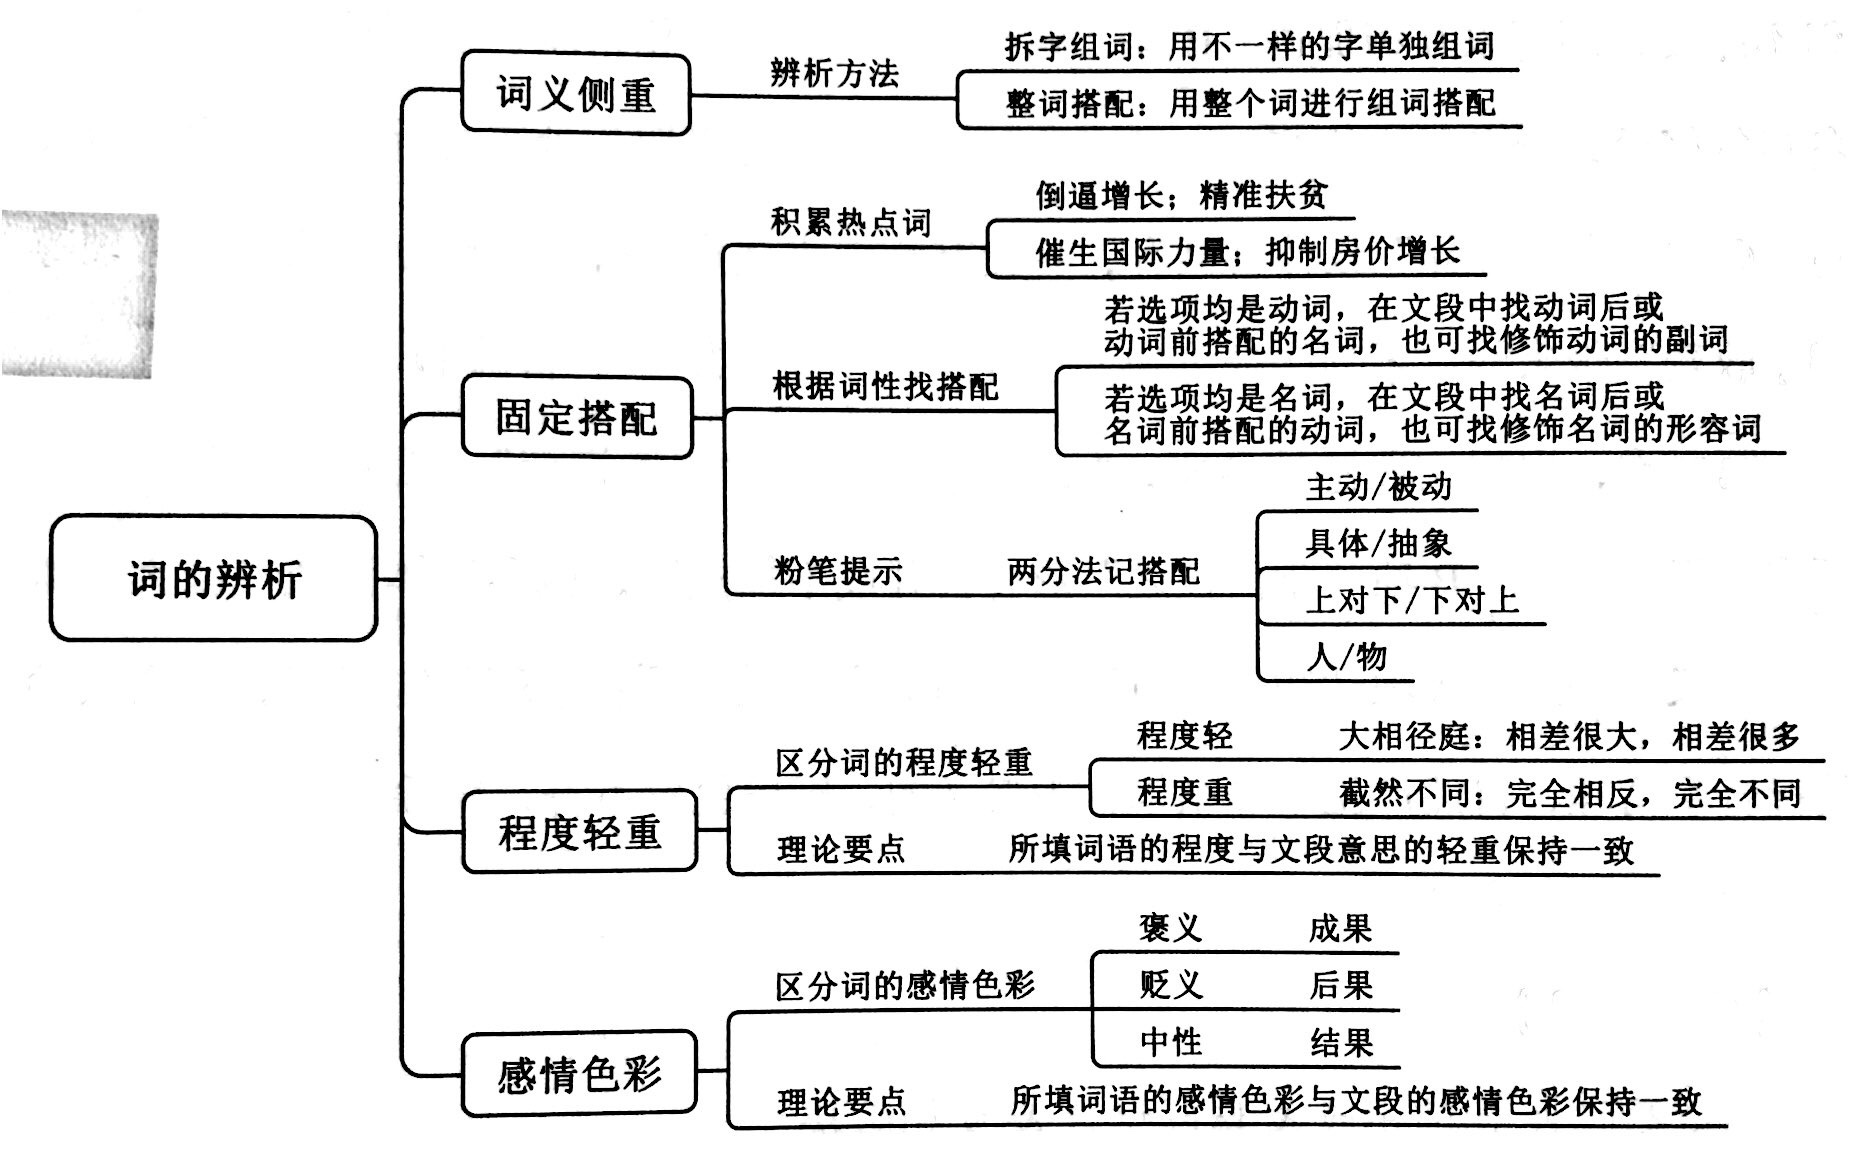 词的辨析
词义侧重
辨析方法
拆字组词：用不一样的字单独组词
整词搭配：用整个词进行组词搭配
固定搭配
积累热点词
倒逼增长；精准扶贫
催生国际力量；抑制房价增长
根据词性找搭配
若选项均是动词，在文段中找动词后或
动词前搭配的名词，也可找修饰动词的副词
若选项均是名词，在文段中找名词后或
名词前搭配的动词，也可找修饰名词的形容词
粉笔提示
两分法记搭配
主动/被动
具体/抽象
上对下/下对上
人/物
程度轻重
区分词的程度轻重
程度轻
大相径庭：相差很大，相差很多
程度重
截然不同：完全相反，完全不同
理论要点
所填词语的程度与文段意思的轻重保持一致
感情色彩
区分词的感情色彩
褒义
成果
贬义
后果
中性
结果
理论要点
所填词语的感情色彩与文段的感情色彩保持一致